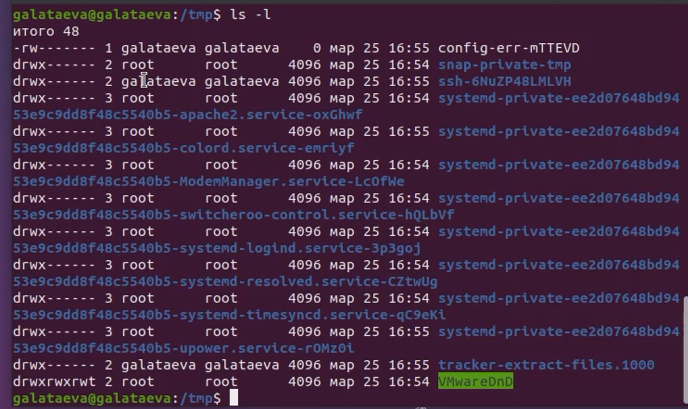 galataeva@galataeva:/tmp$ ls -l
итого 48
-rw------- 1 galataeva galataeva    0 мар 25 16:55 config-err-mTTEVD
drwx------ 2 root      root      4096 мар 25 16:54 snap-private-tmp
drwx------ 2 galataeva galataeva 4096 мар 25 16:55 ssh-6NuZP48LMLVH
drwx------ 3 root      root      4096 мар 25 16:54 systemd-private-ee2d07648bd94
53e9c9dd8f48c5540b5-apache2.service-oxGhwf
drwx------ 3 root      root      4096 мар 25 16:55 systemd-private-ee2d07648bd94
53e9c9dd8f48c5540b5-colord.service-emriyf
drwx------ 3 root      root      4096 мар 25 16:54 systemd-private-ee2d07648bd94
53e9c9dd8f48c5540b5-ModemManager.service-LcOfWe
drwx------ 3 root      root      4096 мар 25 16:54 systemd-private-ee2d07648bd94
53e9c9dd8f48c5540b5-switcheroo-control.service-hQLbVf
drwx------ 3 root      root      4096 мар 25 16:54 systemd-private-ee2d07648bd94
53e9c9dd8f48c5540b5-systemd-logind.service-3p3goj
drwx------ 3 root      root      4096 мар 25 16:54 systemd-private-ee2d07648bd94
53e9c9dd8f48c5540b5-systemd-resolved.service-CZtwUg
drwx------ 3 root      root      4096 мар 25 16:54 systemd-private-ee2d07648bd94
53e9c9dd8f48c5540b5-systemd-timesyncd.service-qC9eKi
drwx------ 3 root      root      4096 мар 25 16:55 systemd-private-ee2d07648bd94
53e9c9dd8f48c5540b5-upower.service-rOMz0i
drwx------ 2 galataeva galataeva 4096 мар 25 16:55 tracker-extract-files.1000
drwxrwxrwt 2 root      root      4096 мар 25 16:54 VMwareDnD
galataeva@galataeva:/tmp$